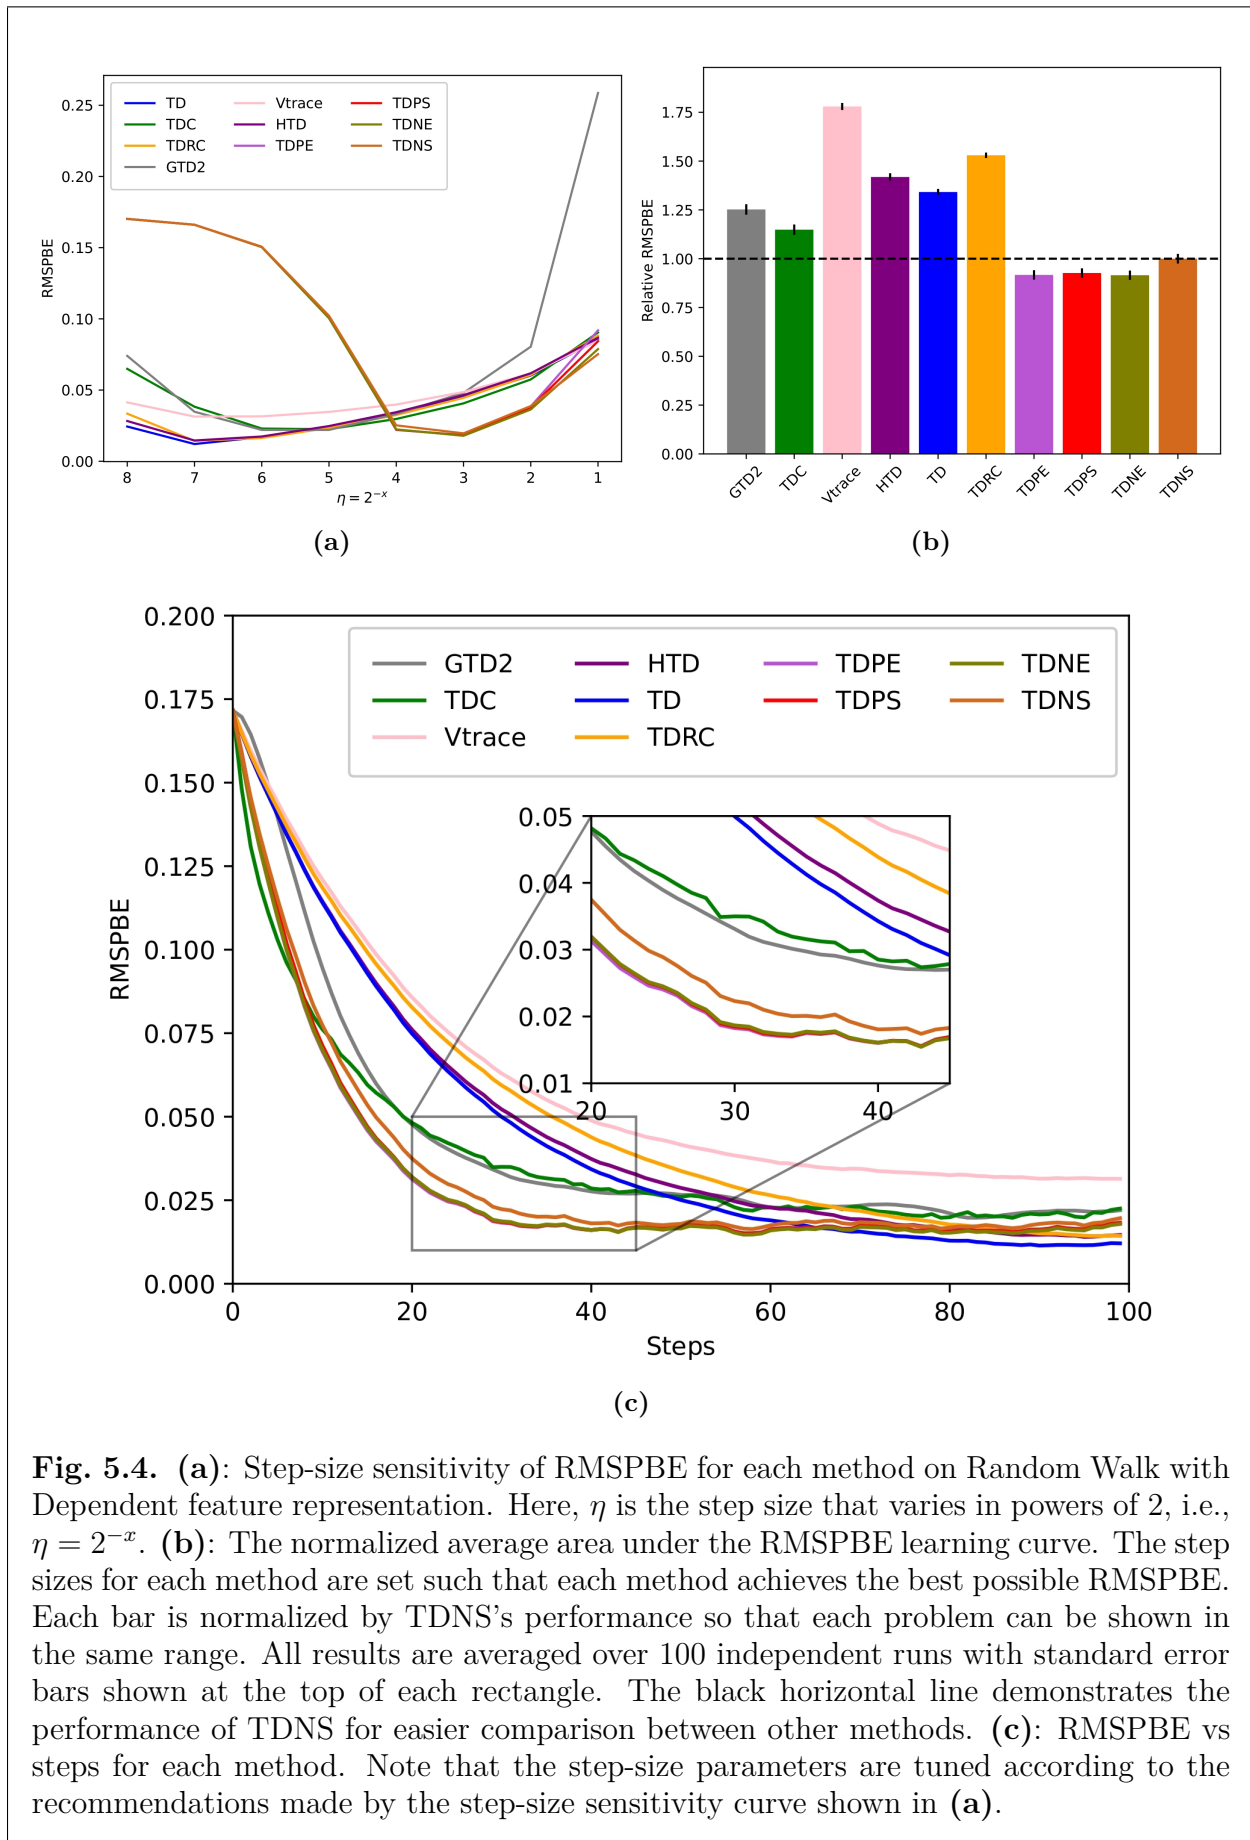 0.25
0.20
0.15
0.10
0.05
0.00
RMSPBE
TD
TDC
TDRC
GTD2
Vtrace
HTD
TDPE
TDPS
TDNE
TDNS
8 7 6 5 4 3 2 1
η = 2^{-x}
(a)
1.75
1.50
1.25
1.00
0.75
0.50
0.25
0.00
Relative RMSPBE
GTD2 TDC Vtrace HTD TD TDRC TDPE TDPS TDNE TDNS
(b)
0.200
0.175
0.150
0.125
0.100
0.075
0.050
0.025
0.000
RMSPBE
GTD2
TDC
Vtrace
HTD
TD
TDRC
TDPE
TDPS
TDNE
TDNS
0.05
0.04
0.03
0.02
0.01
20 30 40
0 20 40 60 80 100
Steps
(c)
Fig. 5.4. (a): Step-size sensitivity of RMSPBE for each method on Random Walk with
Dependent feature representation. Here, η is the step size that varies in powers of 2, i.e.,
η = 2^{-x}. (b): The normalized average area under the RMSPBE learning curve. The step
sizes for each method are set such that each method achieves the best possible RMSPBE.
Each bar is normalized by TDNS's performance so that each problem can be shown in
the same range. All results are averaged over 100 independent runs with standard error
bars shown at the top of each rectangle. The black horizontal line demonstrates the
performance of TDNS for easier comparison between other methods. (c): RMSPBE vs
steps for each method. Note that the step-size parameters are tuned according to the
recommendations made by the step-size sensitivity curve shown in (a).